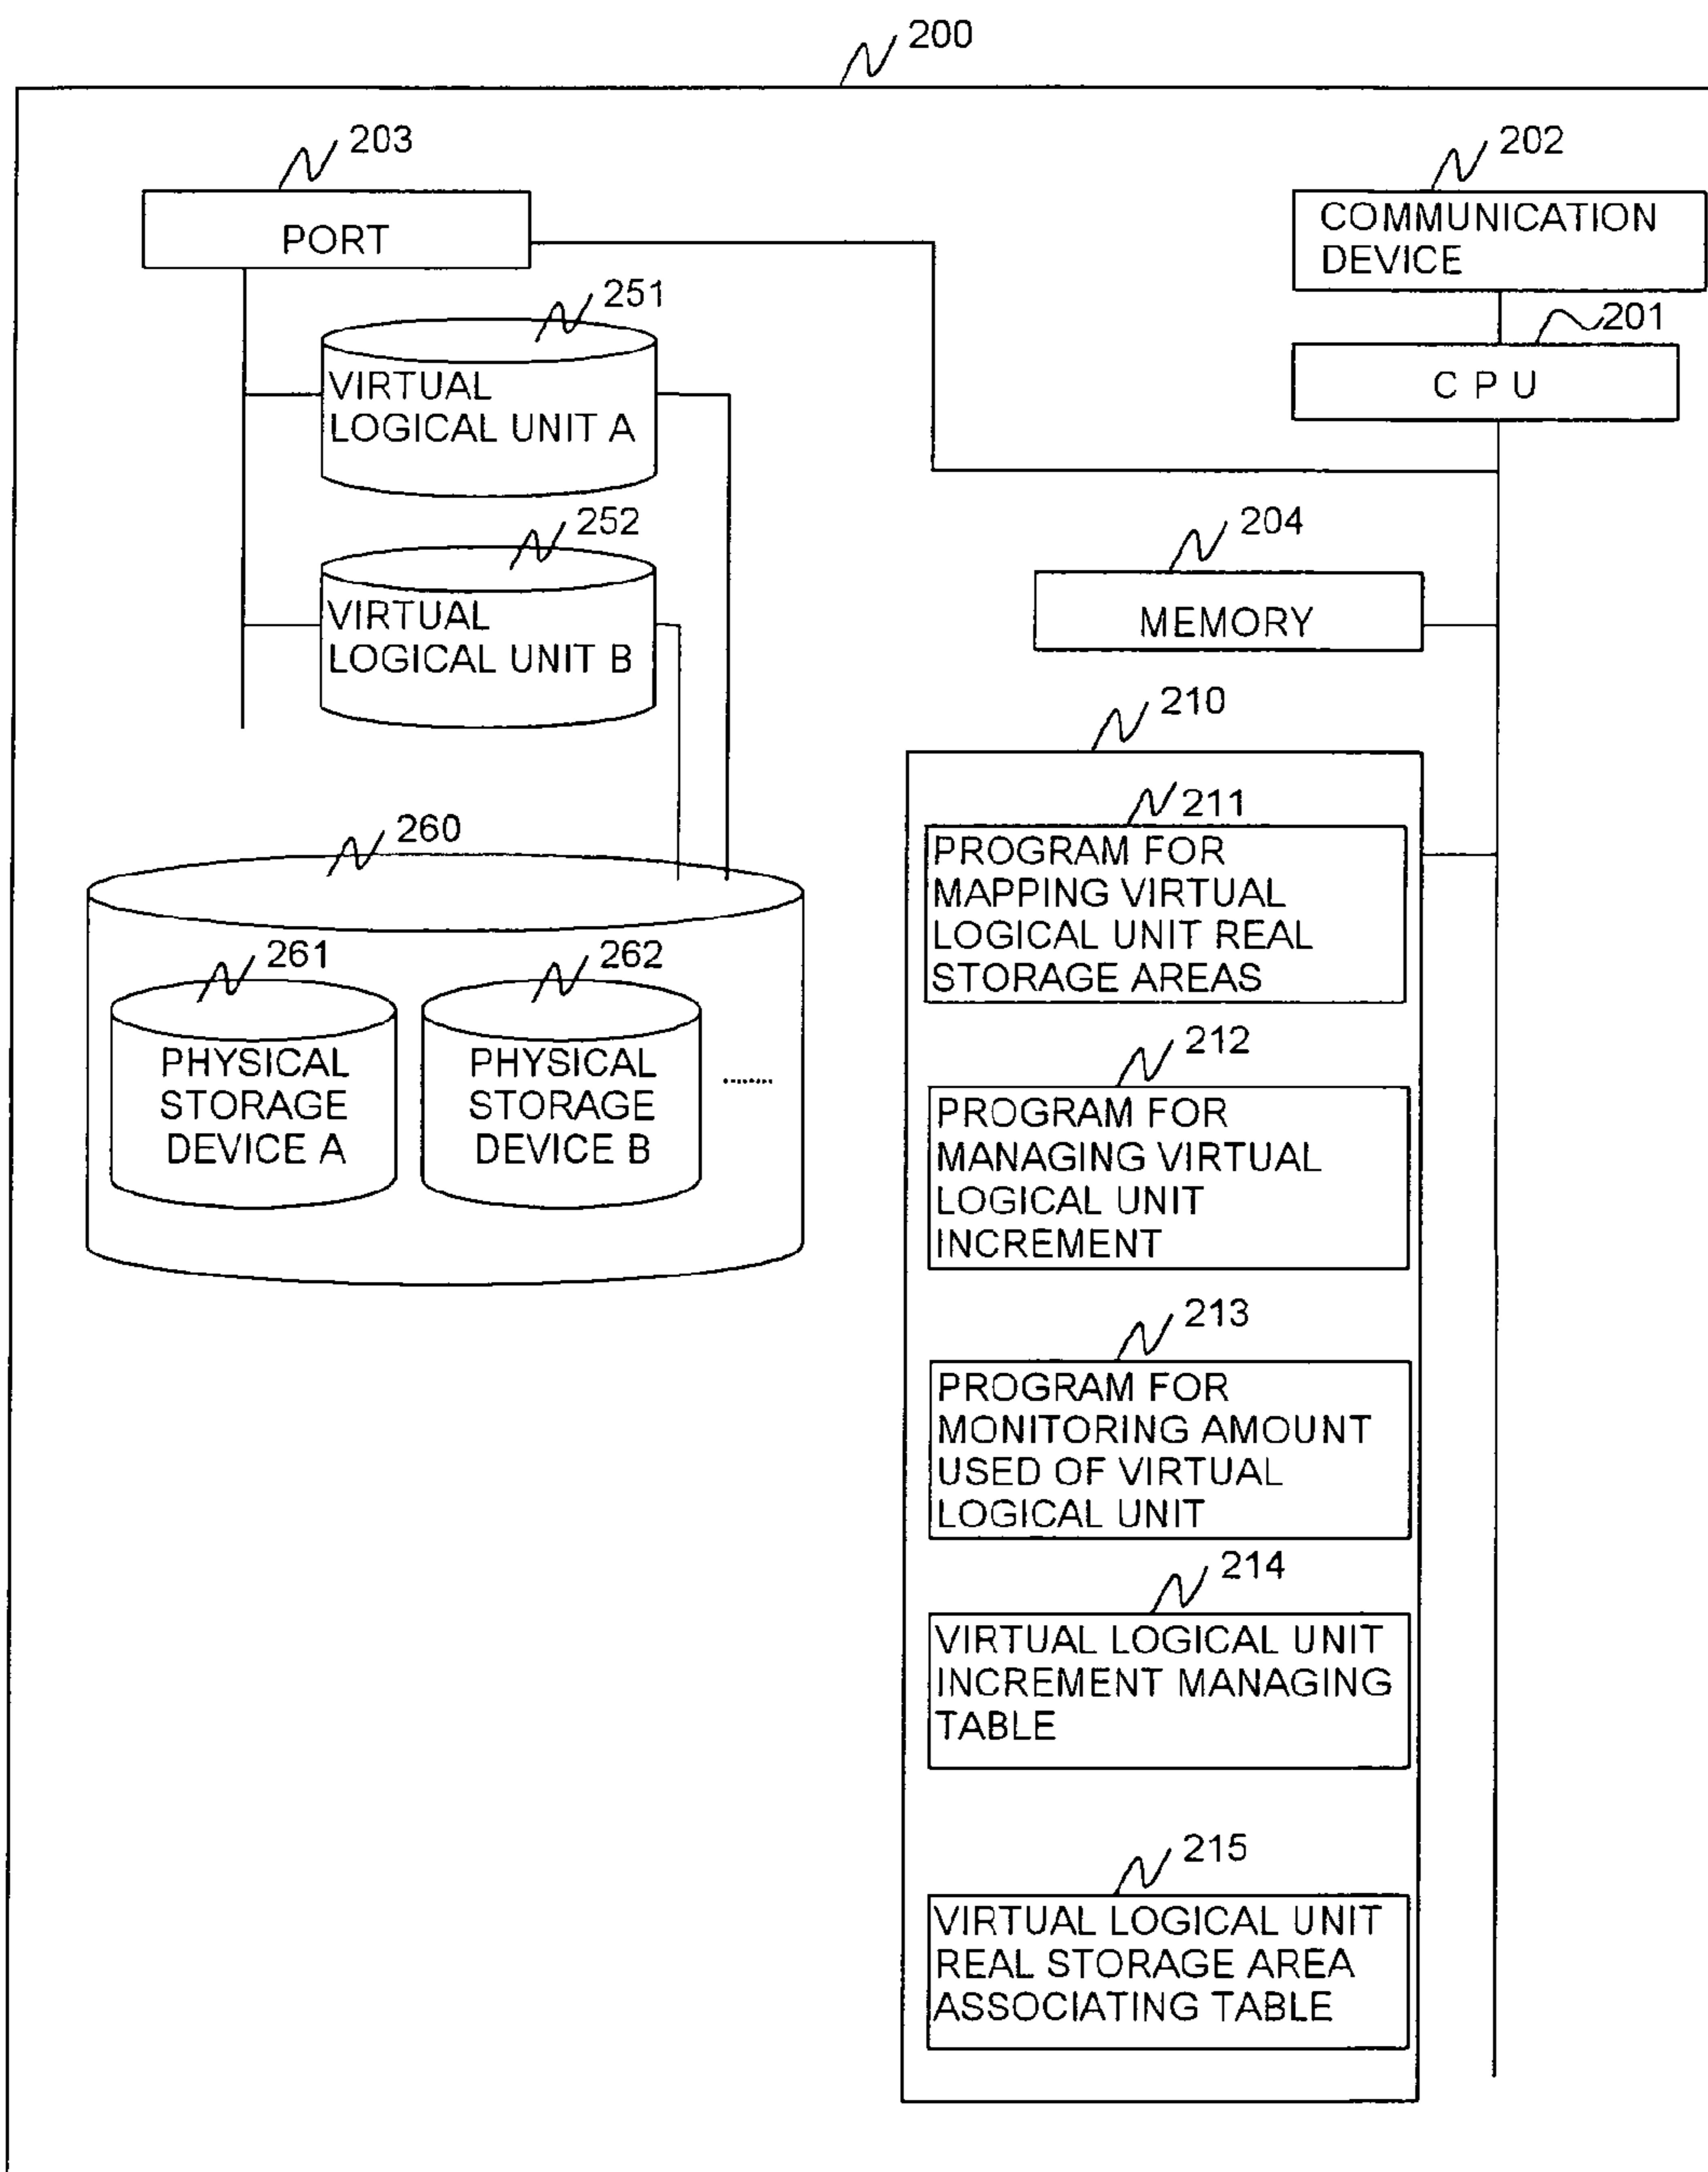 200
203
PORT
202
COMMUNICATION
DEVICE
201
CPU
251
VIRTUAL
LOGICAL UNIT A
252
VIRTUAL
LOGICAL UNIT B
204
MEMORY
210
260
261
PHYSICAL
STORAGE
DEVICE A
262
PHYSICAL
STORAGE
DEVICE B
........
211
PROGRAM FOR
MAPPING VIRTUAL
LOGICAL UNIT REAL
STORAGE AREAS
212
PROGRAM FOR
MANAGING VIRTUAL
LOGICAL UNIT
INCREMENT
213
PROGRAM FOR
MONITORING AMOUNT
USED OF VIRTUAL
LOGICAL UNIT
214
VIRTUAL LOGICAL UNIT
INCREMENT MANAGING
TABLE
215
VIRTUAL LOGICAL UNIT
REAL STORAGE AREA
ASSOCIATING TABLE